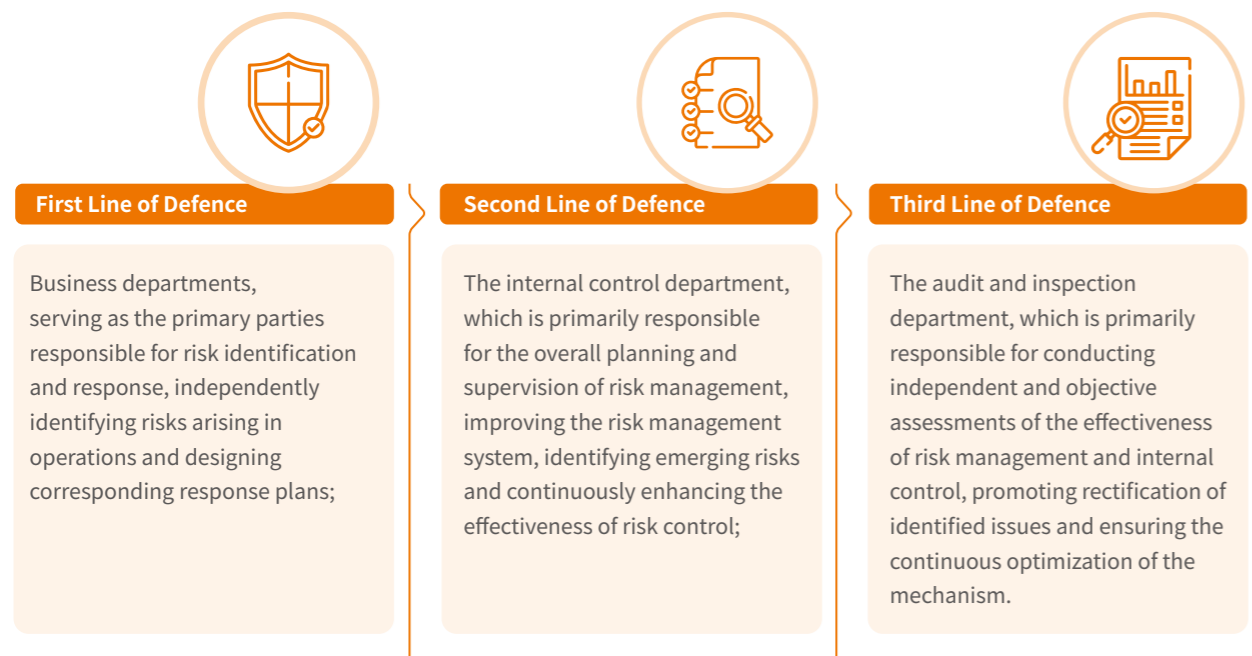 First Line of Defence
Business departments,
serving as the primary parties
responsible for risk identification
and response, independently
identifying risks arising in
operations and designing
corresponding response plans;
Second Line of Defence
The internal control department,
which is primarily responsible
for the overall planning and
supervision of risk management,
improving the risk management
system, identifying emerging risks
and continuously enhancing the
effectiveness of risk control;
Third Line of Defence
The audit and inspection
department, which is primarily
responsible for conducting
independent and objective
assessments of the effectiveness
of risk management and internal
control, promoting rectification of
identified issues and ensuring the
continuous optimization of the
mechanism.